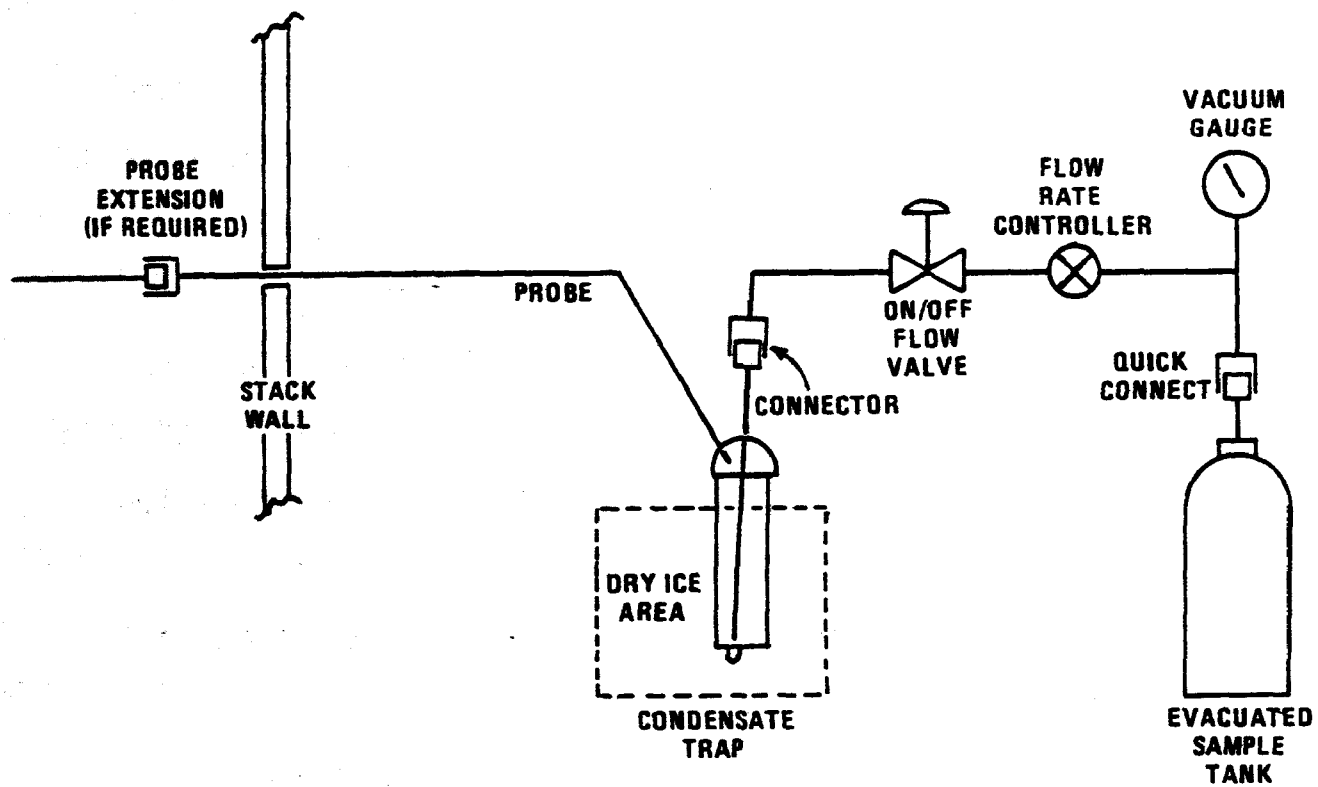 VACUUM
GAUGE
PROBE
EXTENSION
(IF REQUIRED)
FLOW
RATE
CONTROLLER
PROBE
ON/OFF
FLOW
VALVE
QUICK
CONNECT
STACK
WALL
CONNECTOR
DRY ICE
AREA
CONDENSATE
TRAP
EVACUATED
SAMPLE
TANK